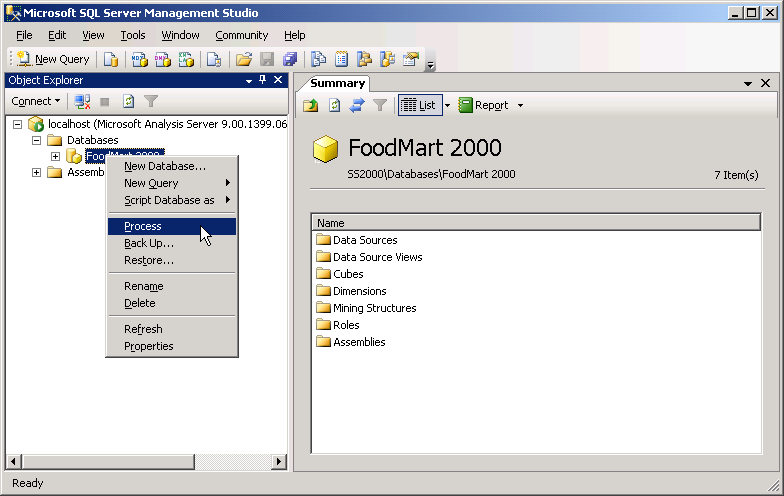 Microsoft SQL Server Management Studio
File Edit View Tools Window Community Help
New Query
Object Explorer
Connect
localhost (Microsoft Analysis Server 9.00.1399.06
Databases
FoodMart 2000
Assemb
New Database...
New Query
Script Database as
Process
Back Up...
Restore...
Rename
Delete
Refresh
Properties
Summary
List Report
FoodMart 2000
SS2000\Databases\FoodMart 2000 7 Item(s)
Name
Data Sources
Data Source Views
Cubes
Dimensions
Mining Structures
Roles
Assemblies
Ready